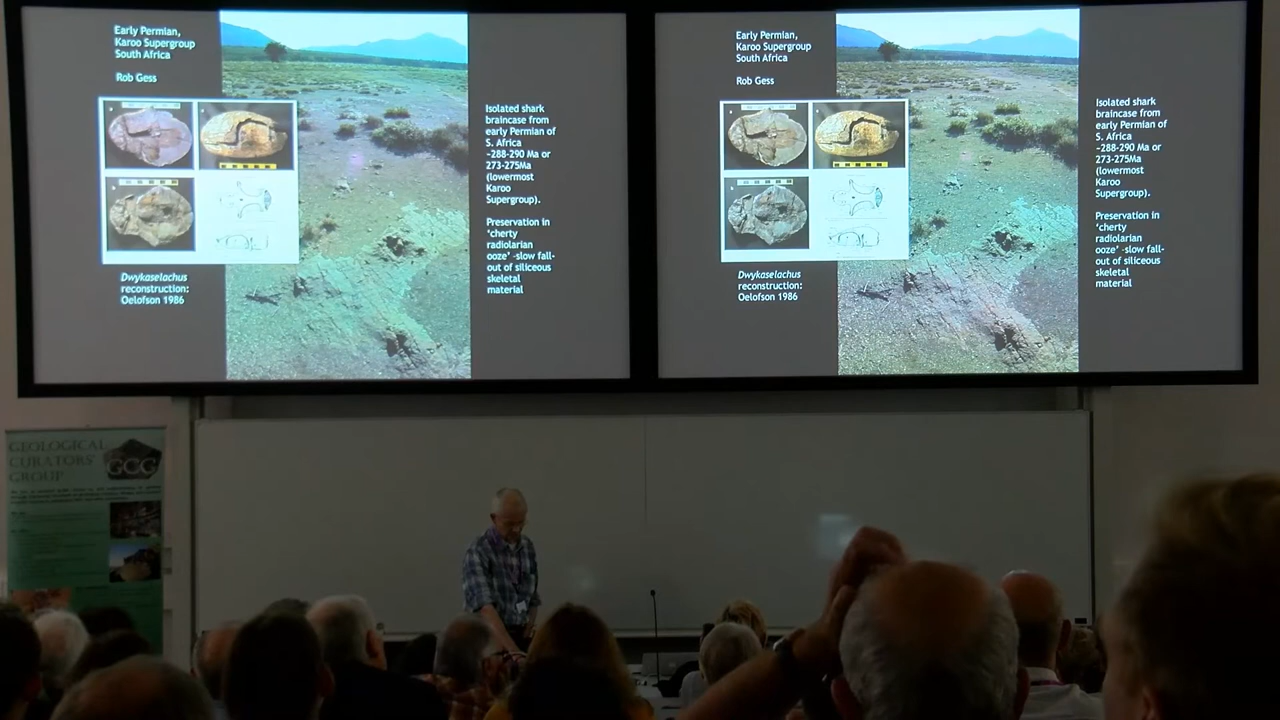 Early Permian,
Karoo Supergroup
South Africa
Rob Gess
Dwykaselachus
reconstruction:
Oelofson 1986
Isolated shark
braincase from
early Permian of
S. Africa
~288-290 Ma or
273-275Ma
(lowermost
Karoo
Supergroup).
Preservation in
'cherty
radiolarian
ooze' -slow fall-
out of siliceous
skeletal
material
Early Permian,
Karoo Supergroup
South Africa
Rob Gess
Dwykaselachus
reconstruction:
Oelofson 1986
Isolated shark
braincase from
early Permian of
S. Africa
~288-290 Ma or
273-275Ma
(lowermost
Karoo
Supergroup).
Preservation in
'cherty
radiolarian
ooze' -slow fall-
out of siliceous
skeletal
material
GEOLOGICAL
CURATORS'
GROUP
GCG